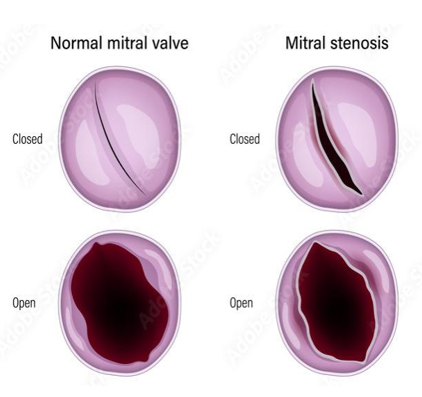 Normal mitral valve Mitral stenosis
Closed Closed
Open Open